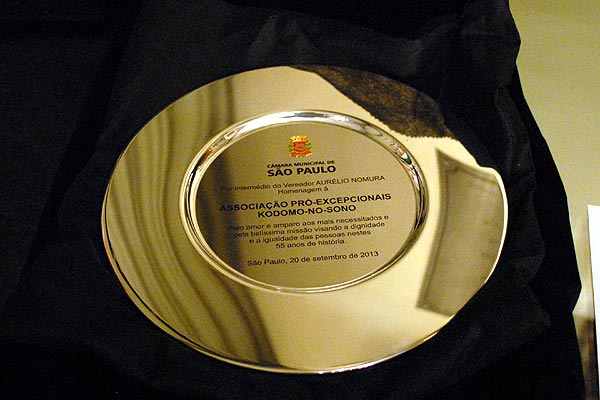 CÂMARA MUNICIPAL DE
SÃO PAULO
Por intermédio do Vereador AURÉLIO NOMURA
Homenagem à
ASSOCIAÇÃO PRÓ-EXCEPCIONAIS
KODOMO-NO-SONO
Pelo amor e amparo aos mais necessitados e
pela belíssima missão visando a dignidade
e a igualdade das pessoas nestes
55 anos de história.
São Paulo, 20 de setembro de 2013